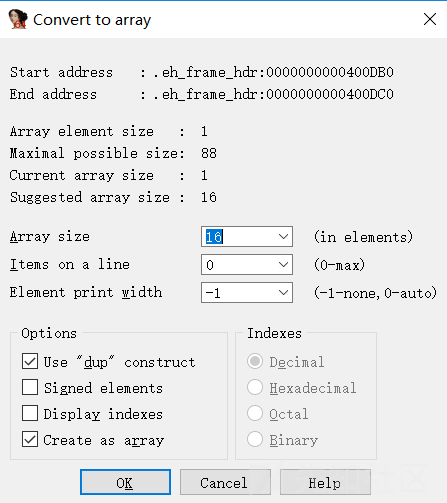 Convert to array
Start address : .eh_frame_hdr:0000000000400DB0
End address : .eh_frame_hdr:0000000000400DC0
Array element size : 1
Maximal possible size: 88
Current array size : 1
Suggested array size : 16
Array size 16 (in elements)
Items on a line 0 (0-max)
Element print width -1 (-1-none,0-auto)
Options
Use "dup" construct
Signed elements
Display indexes
Create as array
Indexes
Decimal
Hexadecimal
Octal
Binary
OK Cancel Help